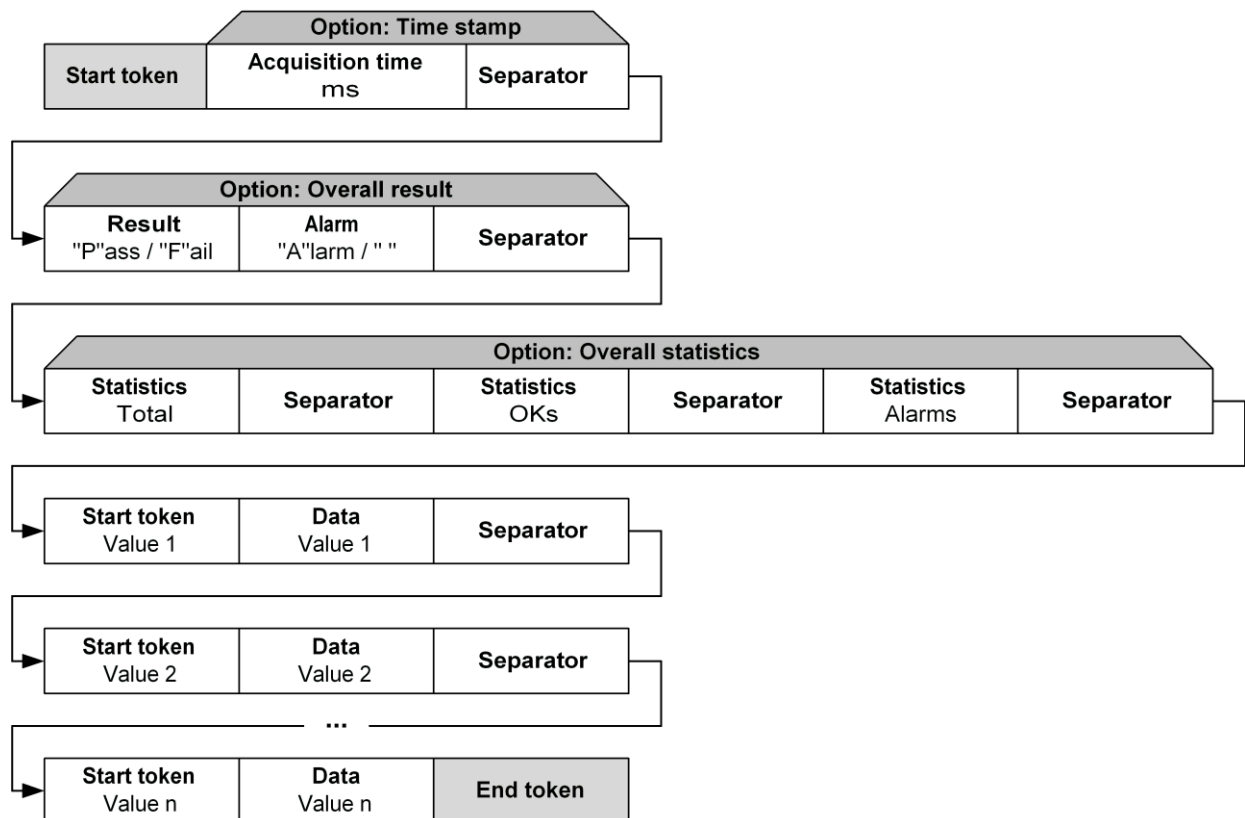 Option: Time stamp
Start token
Acquisition time
ms
Separator
Option: Overall result
Result
"P"ass / "F"ail
Alarm
"A"larm / " "
Separator
Option: Overall statistics
Statistics
Total
Separator
Statistics
OKs
Separator
Statistics
Alarms
Separator
Start token
Value 1
Data
Value 1
Separator
Start token
Value 2
Data
Value 2
Separator
...
Start token
Value n
Data
Value n
End token